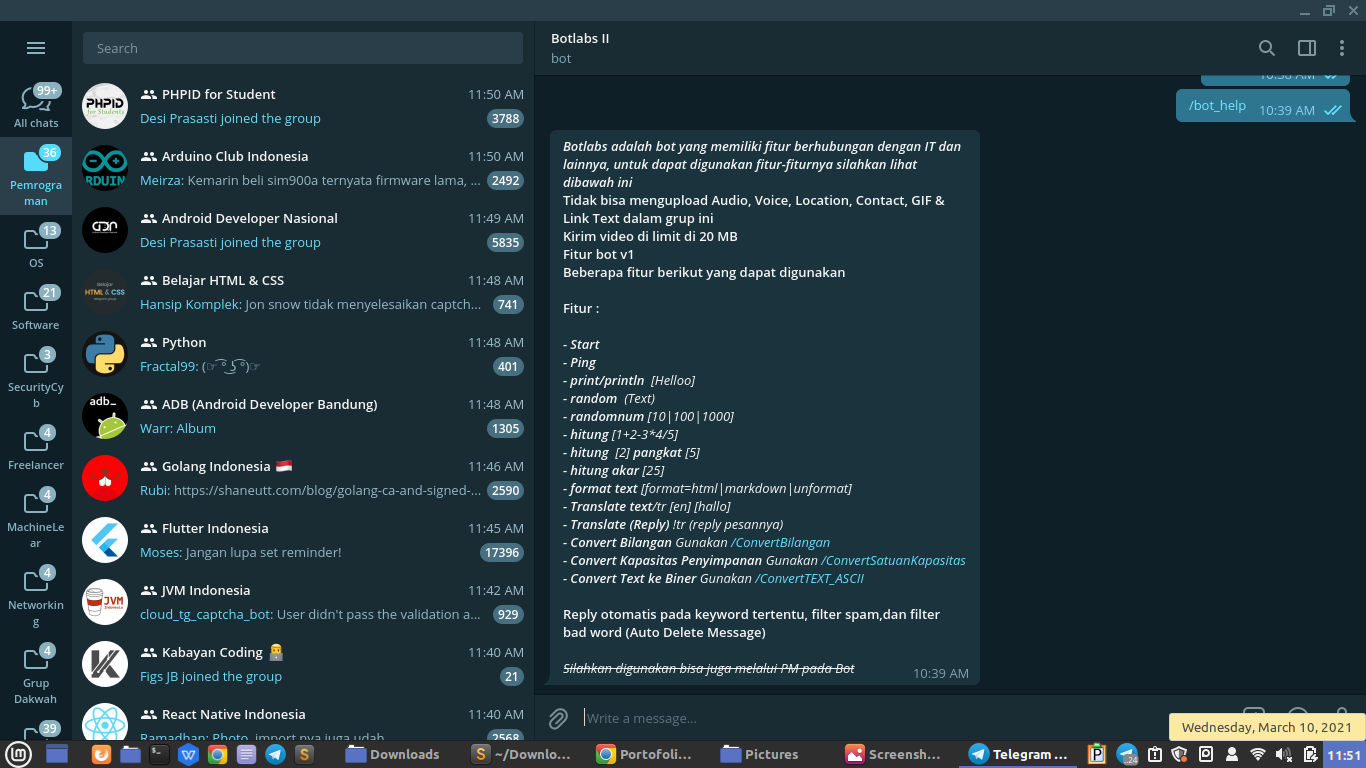 Search
99+
All chats
36
Pemrogra
man
13
OS
21
Software
3
SecurityCy
b
4
Freelancer
4
MachineLe
ar
4
Networkin
g
4
Grup
Dakwah
39
PHPID for Student 11:50 AM
Desi Prasasti joined the group 3788
Arduino Club Indonesia 11:50 AM
Meirza: Kemarin beli sim900a ternyata firmware lama, ... 2492
Android Developer Nasional 11:49 AM
Desi Prasasti joined the group 5835
Belajar HTML & CSS 11:48 AM
Hansip Komplek: Jon snow tidak menyelesaikan captch... 741
Python 11:48 AM
Fractal99: (☞ ͡° ͜ʖ ͡°)☞ 401
adb_
ADB (Android Developer Bandung) 11:48 AM
Warr: Album 1305
Golang Indonesia 🇮🇩 11:46 AM
Rubi: https://shaneutt.com/blog/golang-ca-and-signed-... 2590
Flutter Indonesia 11:45 AM
Moses: Jangan lupa set reminder! 17396
JVM Indonesia 11:42 AM
cloud_tg_captcha_bot: User didn't pass the validation a... 929
Kabayan Coding 👨‍💻 11:40 AM
Figs JB joined the group 21
React Native Indonesia 11:40 AM
Ramadhan: Photo, import nya juga udah 2568
Botlabs II
bot
10:38 AM
/bot_help 10:39 AM
Botlabs adalah bot yang memiliki fitur berhubungan dengan IT dan
lainnya, untuk dapat digunakan fitur-fiturnya silahkan lihat
dibawah ini
Tidak bisa mengupload Audio, Voice, Location, Contact, GIF &
Link Text dalam grup ini
Kirim video di limit di 20 MB
Fitur bot v1
Beberapa fitur berikut yang dapat digunakan
Fitur :
- Start
- Ping
- print/println [Helloo]
- random (Text)
- randomnum [10|100|1000]
- hitung [1+2-3*4/5]
- hitung [2] pangkat [5]
- hitung akar [25]
- format text [format=html|markdown|unformat]
- Translate text/tr [en] [hallo]
- Translate (Reply) !tr (reply pesannya)
- Convert Bilangan Gunakan /ConvertBilangan
- Convert Kapasitas Penyimpanan Gunakan /ConvertSatuanKapasitas
- Convert Text ke Biner Gunakan /ConvertTEXT_ASCII
Reply otomatis pada keyword tertentu, filter spam,dan filter
bad word (Auto Delete Message)
Silahkan digunakan bisa juga melalui PM pada Bot
10:39 AM
Write a message...
Wednesday, March 10, 2021
Downloads
~/Downlo...
Portofoli...
Pictures
Screensh...
Telegram ...
24
11:51